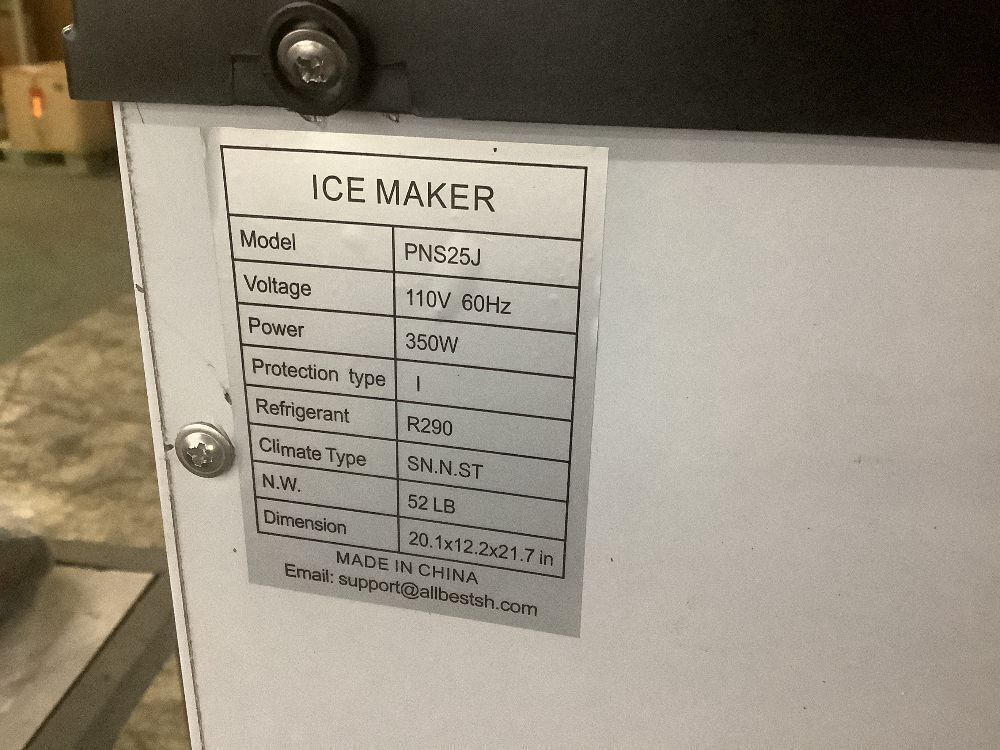 ICE MAKER
Model PNS25J
Voltage 110V 60Hz
Power 350W
Protection type I
Refrigerant R290
Climate Type SN.N.ST
N.W. 52 LB
Dimension 20.1x12.2x21.7 in
MADE IN CHINA
Email: support@allbestsh.com